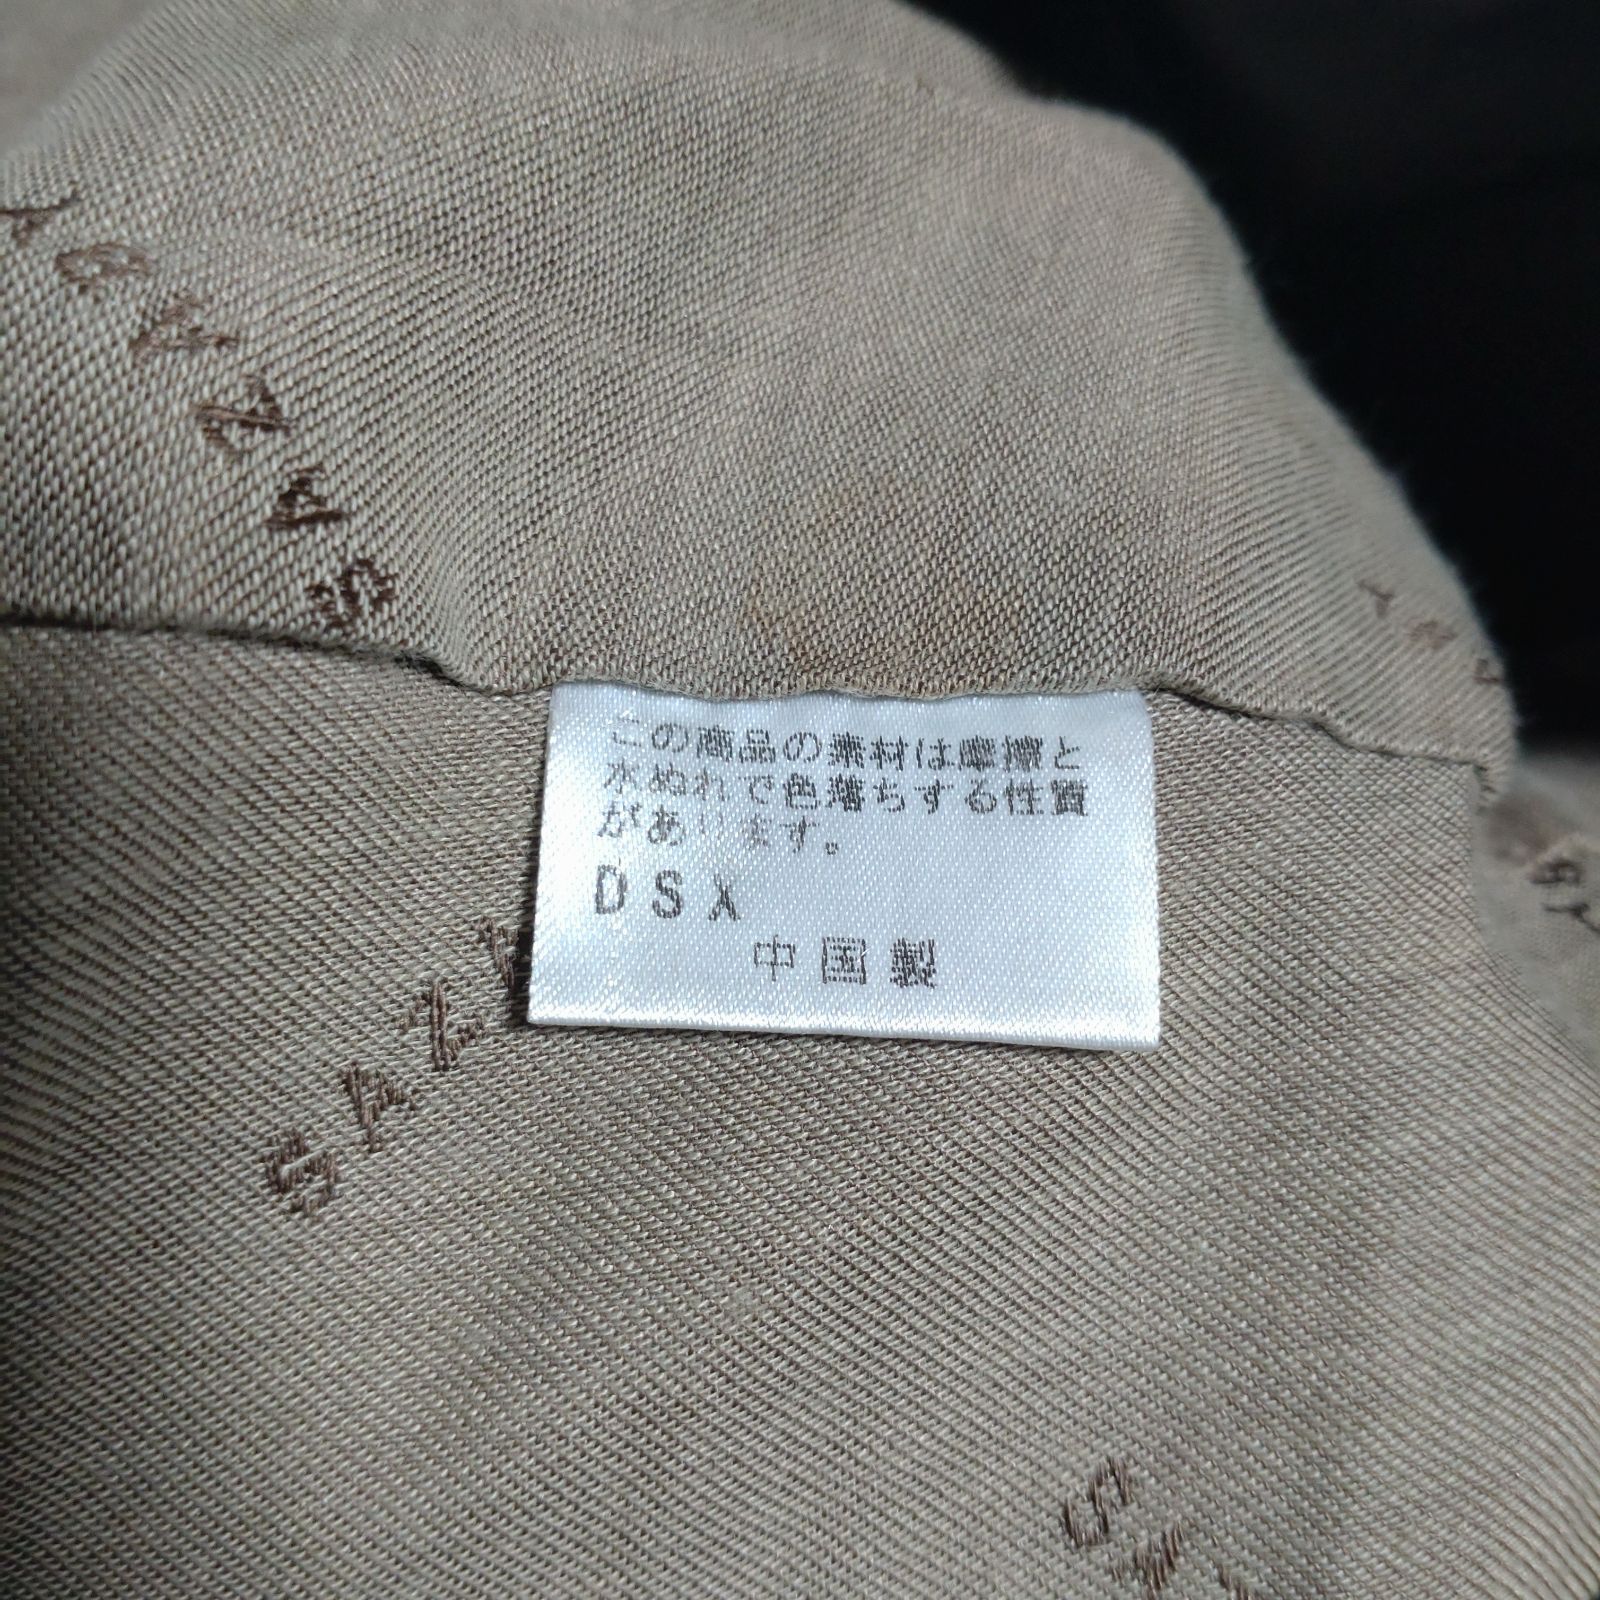 この商品の素材は摩擦と
水ぬれで色落ちする性質
があります。
DSX
中国製
SAZA